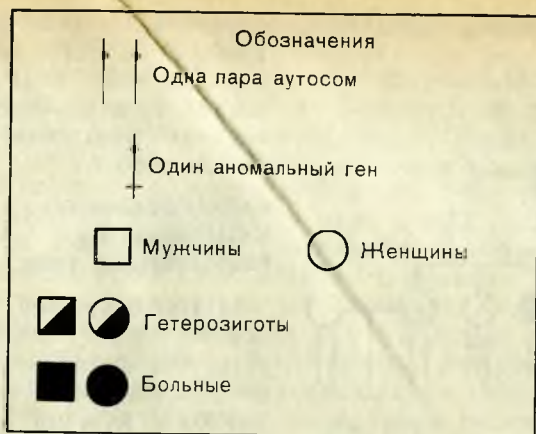 Обозначения
Одна пара аутосом
Один аномальный ген
Мужчины Женщины
Гетерозиготы
Больные